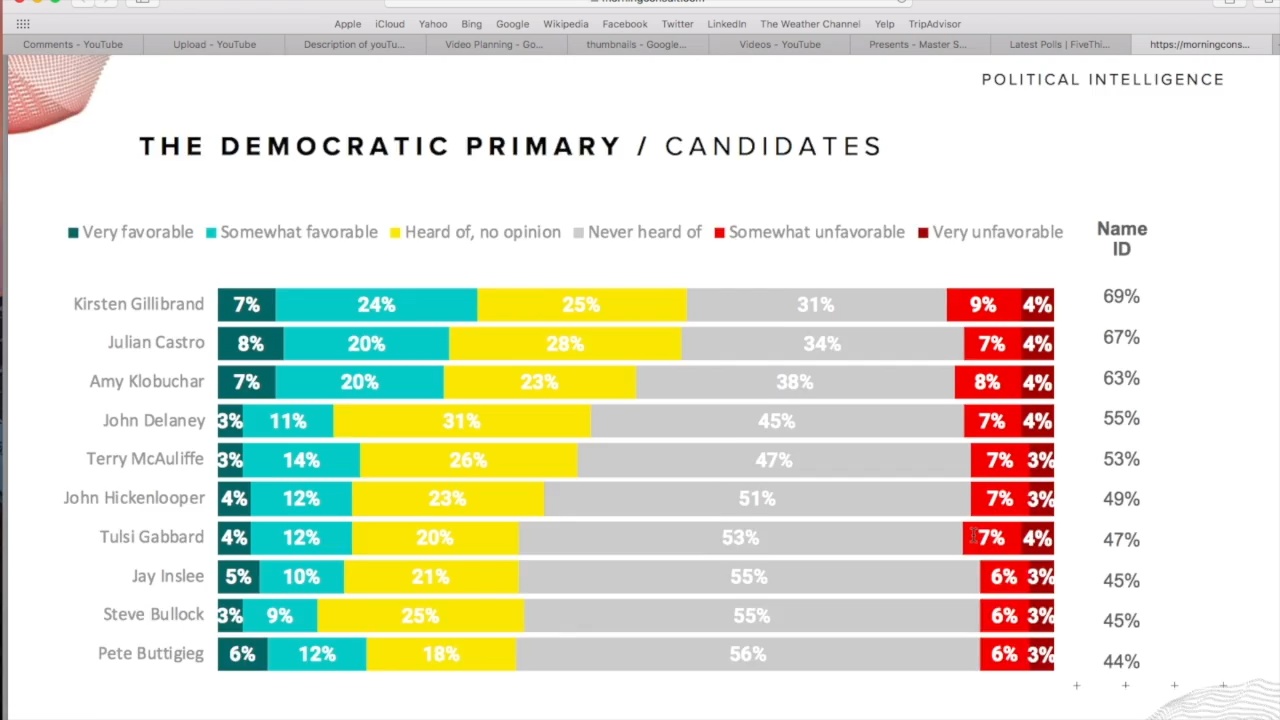 morningconsult.com
Apple iCloud Yahoo Bing Google Wikipedia Facebook Twitter LinkedIn The Weather Channel Yelp TripAdvisor
Comments - YouTube Upload - YouTube Description of youTu... Video Planning - Go... thumbnails - Google... Videos - YouTube Presents - Master S... Latest Polls | FiveThi... https://morningcons...
POLITICAL INTELLIGENCE
THE DEMOCRATIC PRIMARY / CANDIDATES
Very favorable Somewhat favorable Heard of, no opinion Never heard of Somewhat unfavorable Very unfavorable Name
ID
Kirsten Gillibrand 7% 24% 25% 31% 9% 4% 69%
Julian Castro 8% 20% 28% 34% 7% 4% 67%
Amy Klobuchar 7% 20% 23% 38% 8% 4% 63%
John Delaney 3% 11% 31% 45% 7% 4% 55%
Terry McAuliffe 3% 14% 26% 47% 7% 3% 53%
John Hickenlooper 4% 12% 23% 51% 7% 3% 49%
Tulsi Gabbard 4% 12% 20% 53% 7% 4% 47%
Jay Inslee 5% 10% 21% 55% 6% 3% 45%
Steve Bullock 3% 9% 25% 55% 6% 3% 45%
Pete Buttigieg 6% 12% 18% 56% 6% 3% 44%